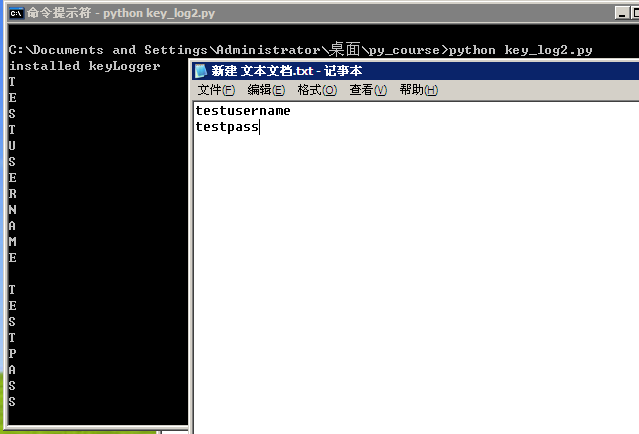 命令提示符 - python key_log2.py
C:\Documents and Settings\Administrator\桌面\py_course>python key_log2.py
installed keyLogger
T
E
S
T
U
S
E
R
N
A
M
E
T
E
S
T
P
A
S
S
新建 文本文档.txt - 记事本
文件(F) 编辑(E) 格式(O) 查看(V) 帮助(H)
testusername
testpass